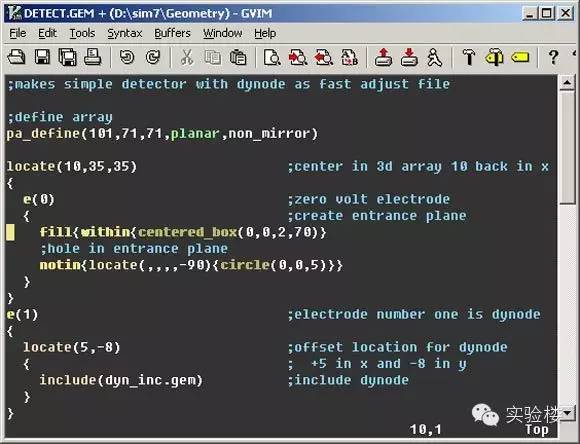 DETECT.GEM + (D:\sim7\Geometry) - GVIM
File Edit Tools Syntax Buffers Window Help
;makes simple detector with dynode as fast adjust file
;define array
pa_define(101,71,71,planar,non_mirror)
locate(10,35,35) ;center in 3d array 10 back in x
{
e(0) ;zero volt electrode
{ ;create entrance plane
fill{within{centered_box(0,0,2,70)}
;hole in entrance plane
notin{locate(,,,,-90){circle(0,0,5)}}
}
}
e(1) ;electrode number one is dynode
{
locate(5,-8) ;offset location for dynode
{ ; +5 in x and -8 in y
include(dyn_inc.gem) ;include dynode
}
}
10,1 Top